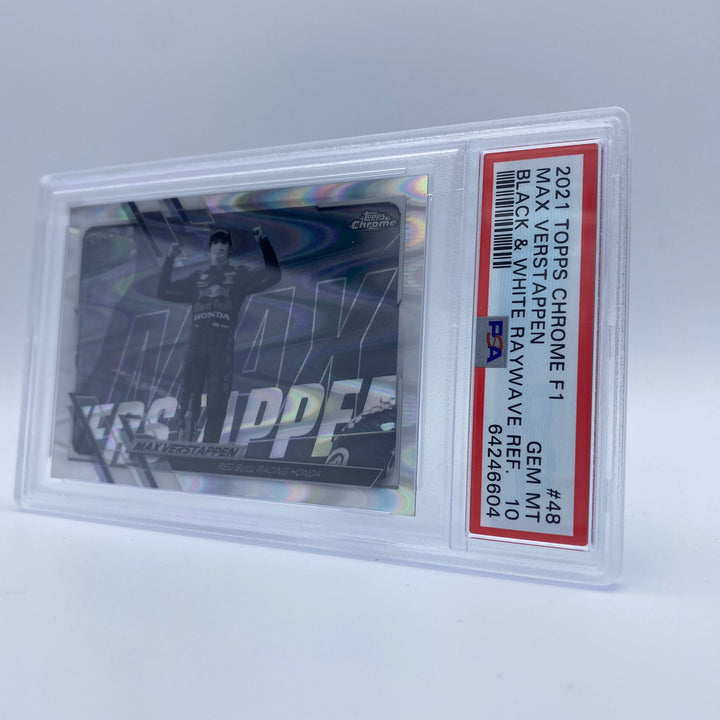 Topps
Chrome
Red Bull
HONDA
MAX
MAX VERSTAPPEN
RED BULL RACING HONDA
2021 TOPPS CHROME F1 #48
MAX VERSTAPPEN GEM MT
BLACK & WHITE RAYWAVE REF. 10
64246604
PSA